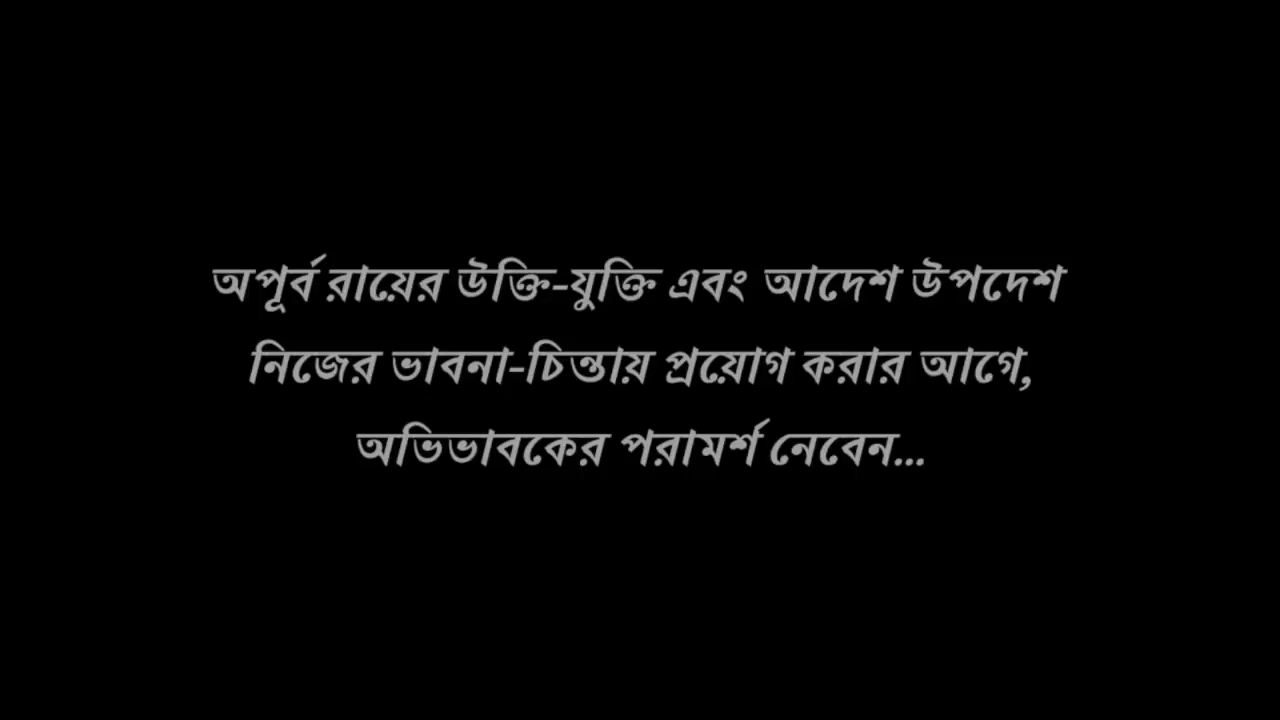 অপূর্ব রায়ের উক্তি-যুক্তি এবং আদেশ উপদেশ
নিজের ভাবনা-চিন্তায় প্রয়োগ করার আগে,
অভিভাবকের পরামর্শ নেবেন...